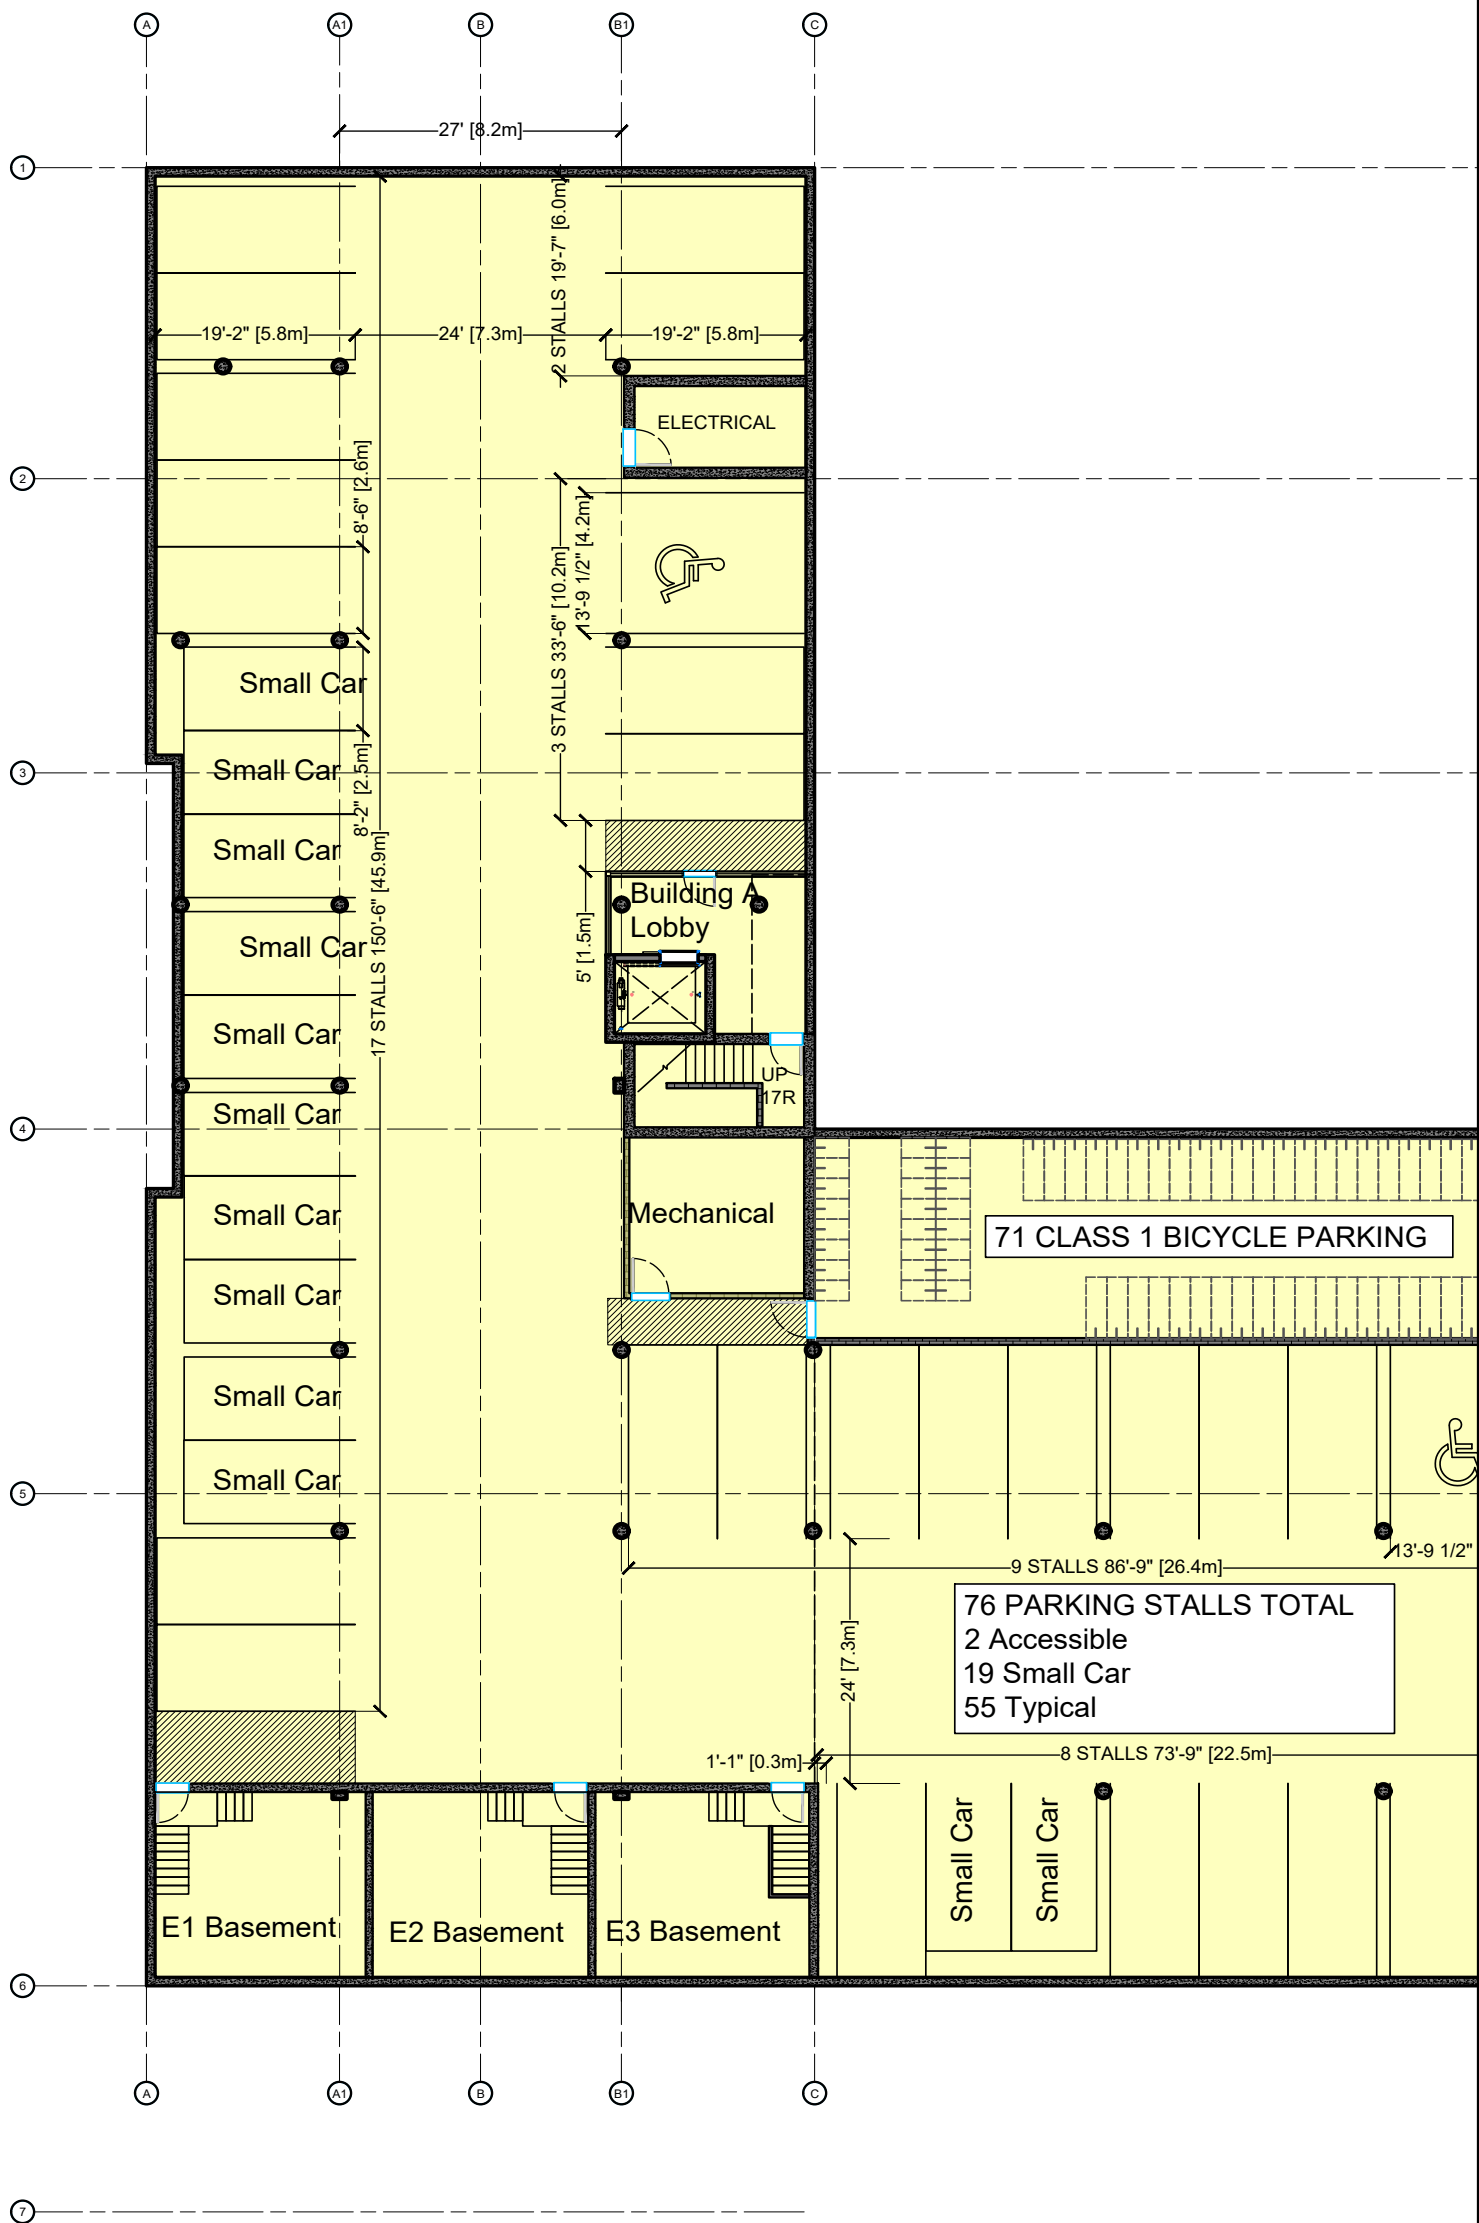 A A1 B B1 C
27' [8.2m]
1
2 STALLS 19'-7" [6.0m]
19'-2" [5.8m]
24' [7.3m]
19'-2" [5.8m]
ELECTRICAL
8'-6" [2.6m]
2
13'-9 1/2" [4.2m]
3 STALLS 33'-6" [10.2m]
Small Car
Small Car
3
8'-2" [2.5m]
Small Car
17 STALLS 150'-6" [45.9m]
Building A
Lobby
Small Car
5' [1.5m]
Small Car
UP
17R
Small Car
4
Small Car
Mechanical
71 CLASS 1 BICYCLE PARKING
Small Car
Small Car
Small Car
5
13'-9 1/2"
9 STALLS 86'-9" [26.4m]
76 PARKING STALLS TOTAL
2 Accessible
19 Small Car
55 Typical
24' [7.3m]
1'-1" [0.3m]
8 STALLS 73'-9" [22.5m]
Small Car
Small Car
E1 Basement
E2 Basement
E3 Basement
6
A A1 B B1 C
7